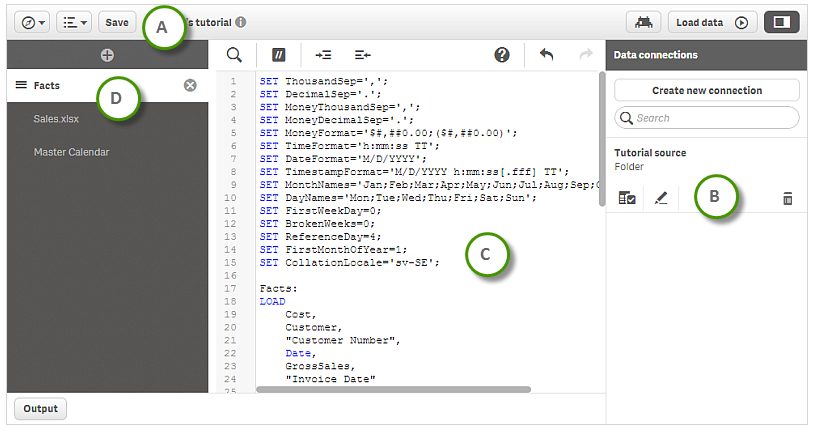 Save
A
's tutorial
Load data
Facts
D
Sales.xlsx
Master Calendar
1 SET ThousandSep=',';
2 SET DecimalSep='.';
3 SET MoneyThousandSep=',';
4 SET MoneyDecimalSep='.';
5 SET MoneyFormat='$#,##0.00;($#,##0.00)';
6 SET TimeFormat='h:mm:ss TT';
7 SET DateFormat='M/D/YYYY';
8 SET TimestampFormat='M/D/YYYY h:mm:ss[.fff] TT';
9 SET MonthNames='Jan;Feb;Mar;Apr;May;Jun;Jul;Aug;Sep;
10 SET DayNames='Mon;Tue;Wed;Thu;Fri;Sat;Sun';
11 SET FirstWeekDay=0;
12 SET BrokenWeeks=0;
13 SET ReferenceDay=4;
14 SET FirstMonthOfYear=1;
15 SET CollationLocale='sv-SE';
16
17 Facts:
18 LOAD
19 Cost,
20 Customer,
21 "Customer Number",
22 Date,
23 GrossSales,
24 "Invoice Date"
25
C
Data connections
Create new connection
Search
Tutorial source
Folder
B
Output